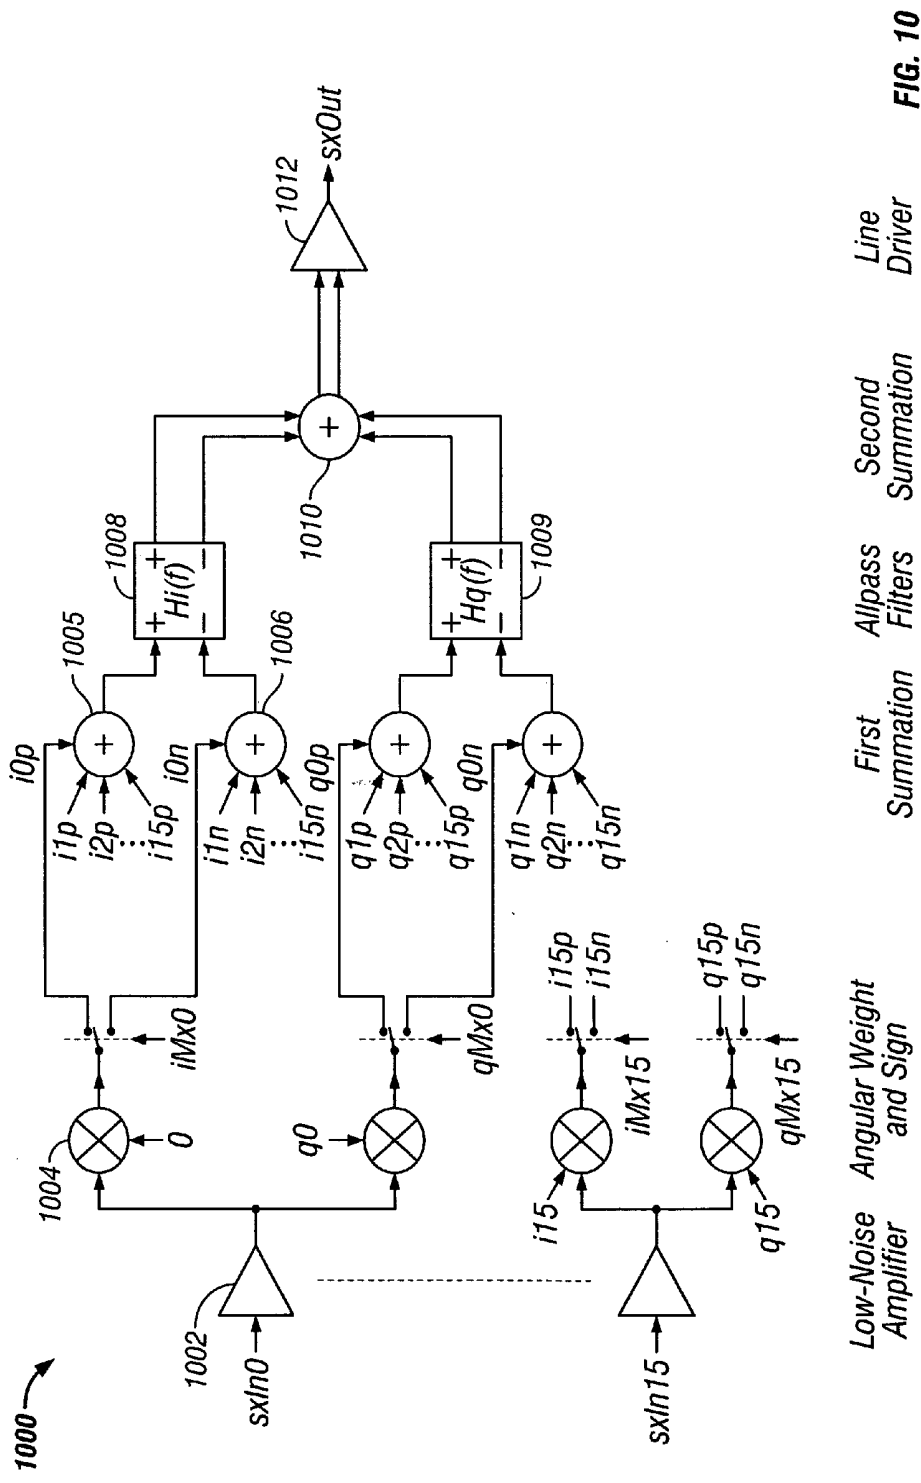 1000
sxIn0
1002
1004
0
iMx0
i0p
1005
i1p
i2p
i15p
i0n
1006
i1n
i2n
i15n
1008
+ +
Hi(f)
— —
q0
qMx0
q0p
q1p
q2p
q15p
q0n
q1n
q2n
q15n
+ +
Hq(f)
— —
1009
1010
+
1012
sxOut
sxIn15
i15
iMx15
i15p
i15n
q15
qMx15
q15p
q15n
Low-Noise
Amplifier
Angular Weight
and Sign
First
Summation
Allpass
Filters
Second
Summation
Line
Driver
FIG. 10